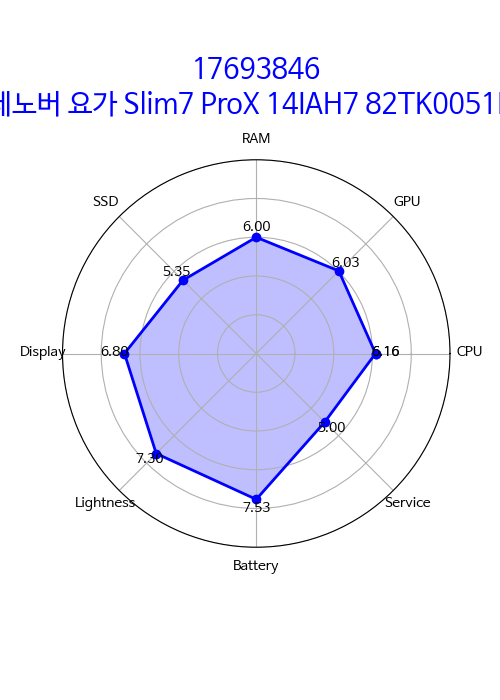 17693846
노버 요가 Slim7 ProX 14IAH7 82TK0051
RAM
SSD
GPU
6.00
6.03
5.35
Display
6.80
6.16
CPU
5.00
7.30
Lightness
7.53
Service
Battery